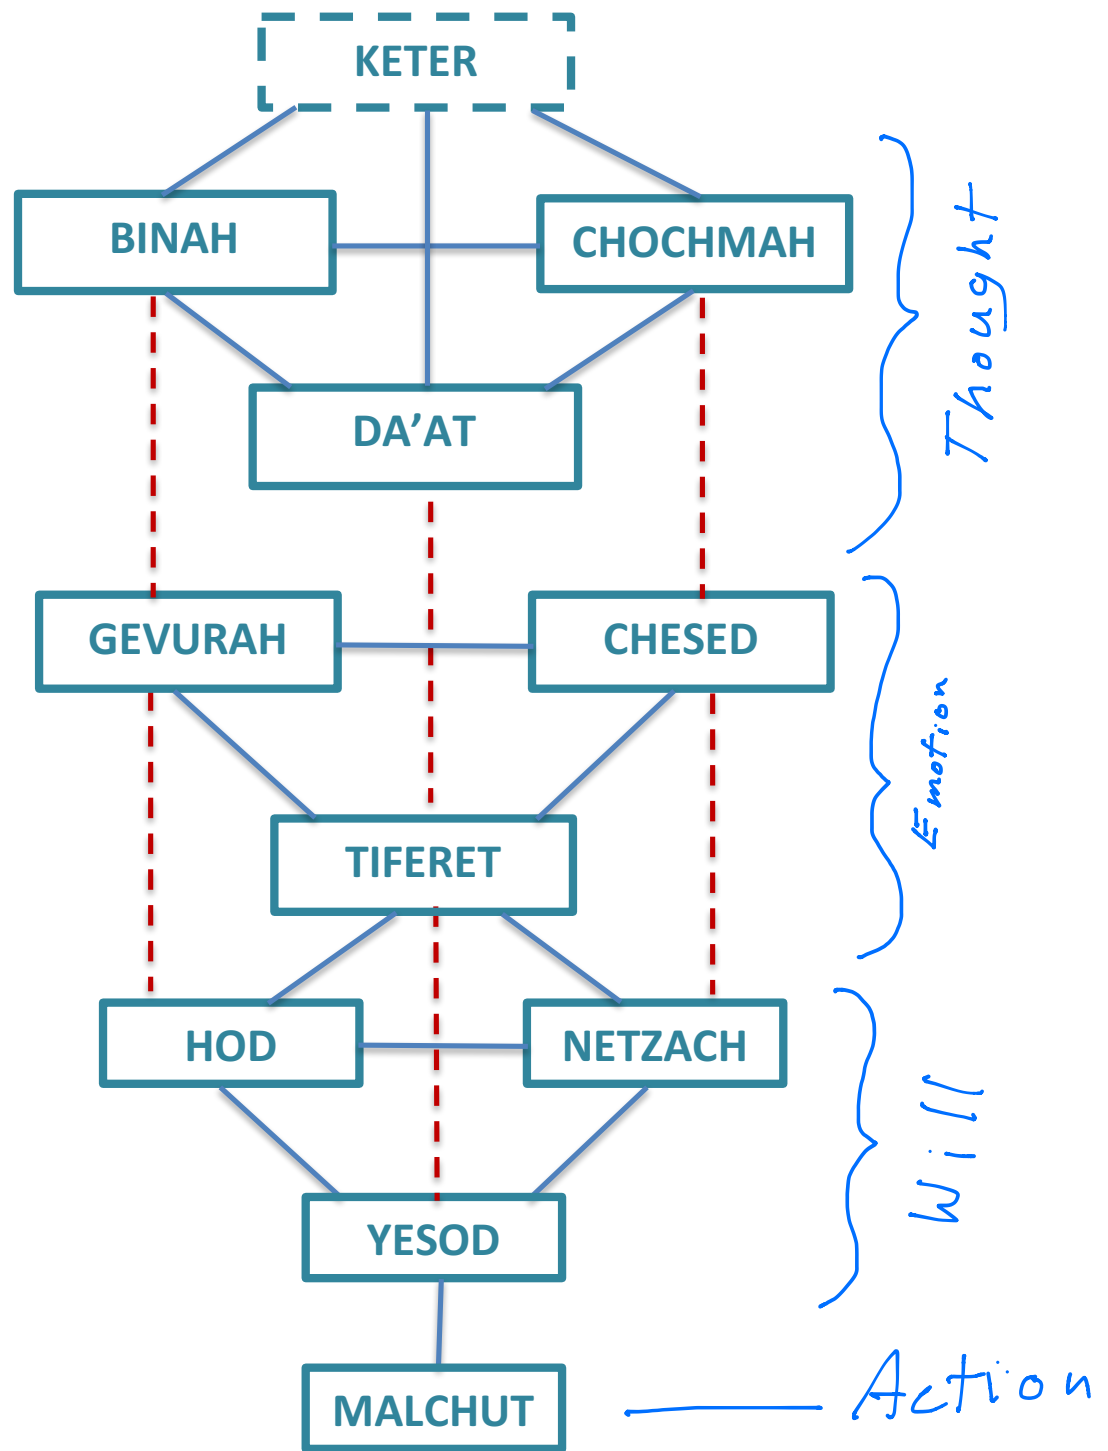 KETER
BINAH
CHOCHMAH
DA’AT
Thought
GEVURAH
CHESED
TIFERET
Emotion
HOD
NETZACH
YESOD
Will
MALCHUT
Action